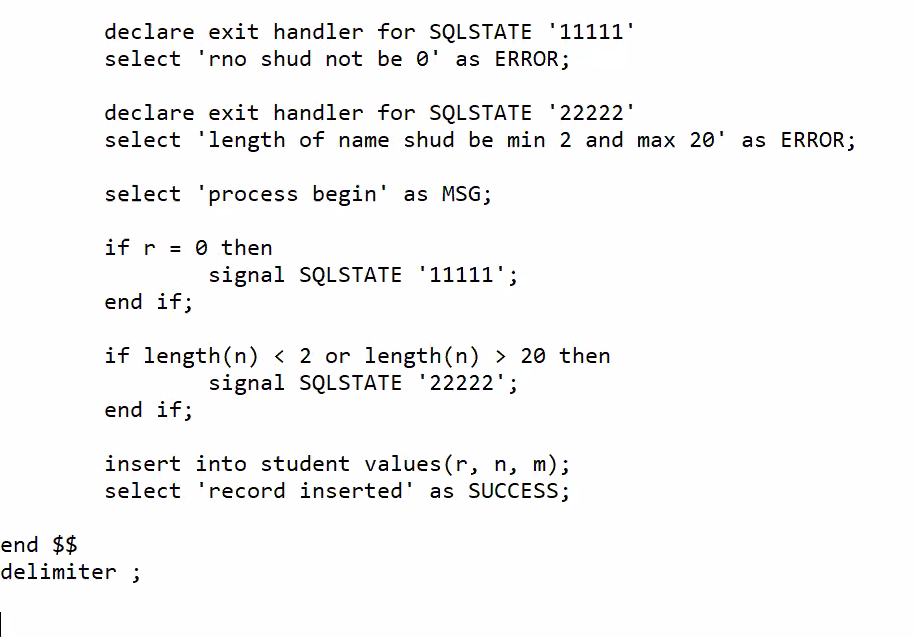 declare exit handler for SQLSTATE '11111'
select 'rno shud not be 0' as ERROR;
declare exit handler for SQLSTATE '22222'
select 'length of name shud be min 2 and max 20' as ERROR;
select 'process begin' as MSG;
if r = 0 then
signal SQLSTATE '11111';
end if;
if length(n) < 2 or length(n) > 20 then
signal SQLSTATE '22222';
end if;
insert into student values(r, n, m);
select 'record inserted' as SUCCESS;
end $$
delimiter ;